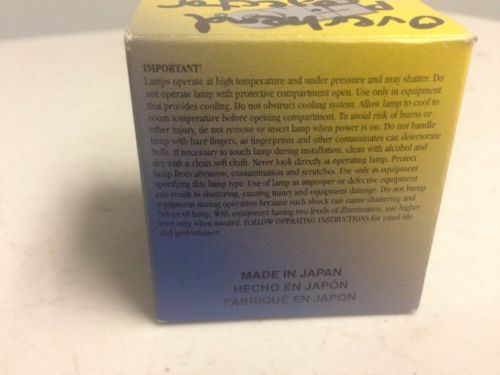 Overhead
Projector
IMPORTANT!
Lamps operate at high temperature and under pressure and may shatter. Do
not operate lamp with protective compartment open. Use only in equipment
that provides cooling. Do not obstruct cooling system. Allow lamp to cool to
room temperature before opening compartment. To avoid risk of burns or
other injury, do not remove or insert lamp when power is on. Do not handle
lamp with bare fingers, as fingerprints and other contaminants can deteriorate
bulb. If necessary to touch lamp during installation, clean with alcohol and
dry with a clean soft cloth. Never look directly at operating lamp. Protect
lamp from abrasion, contamination and scratches. Use only in equipment
specifying this lamp type. Use of lamp in improper or defective equipment
can result in shattering, causing injury and equipment damage. Do not bump
equipment during operation because such shock can cause shattering and
failure of lamp. With equipment having two levels of illumination, use higher
level only when needed. FOLLOW OPERATING INSTRUCTIONS for rated life
and performance.
MADE IN JAPAN
HECHO EN JAPÓN
FABRIQUÉ EN JAPON